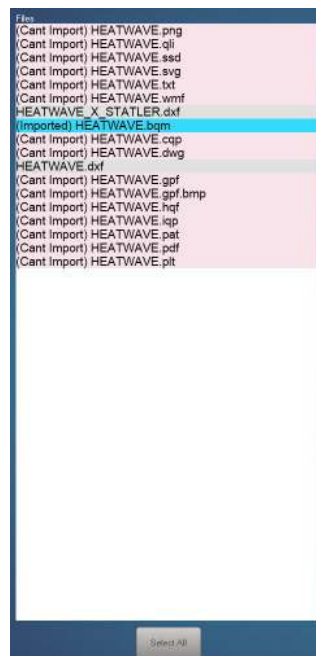 Files
(Cant Import) HEATWAVE.png
(Cant Import) HEATWAVE.qli
(Cant Import) HEATWAVE.ssd
(Cant Import) HEATWAVE.svg
(Cant Import) HEATWAVE.txt
(Cant Import) HEATWAVE.wmf
HEATWAVE_X_STATLER.dxf
(Imported) HEATWAVE.bqm
(Cant Import) HEATWAVE.cqp
(Cant Import) HEATWAVE.dwg
HEATWAVE.dxf
(Cant Import) HEATWAVE.gpf
(Cant Import) HEATWAVE.gpf.bmp
(Cant Import) HEATWAVE.hqf
(Cant Import) HEATWAVE.iqp
(Cant Import) HEATWAVE.pat
(Cant Import) HEATWAVE.pdf
(Cant Import) HEATWAVE.plt
Select All